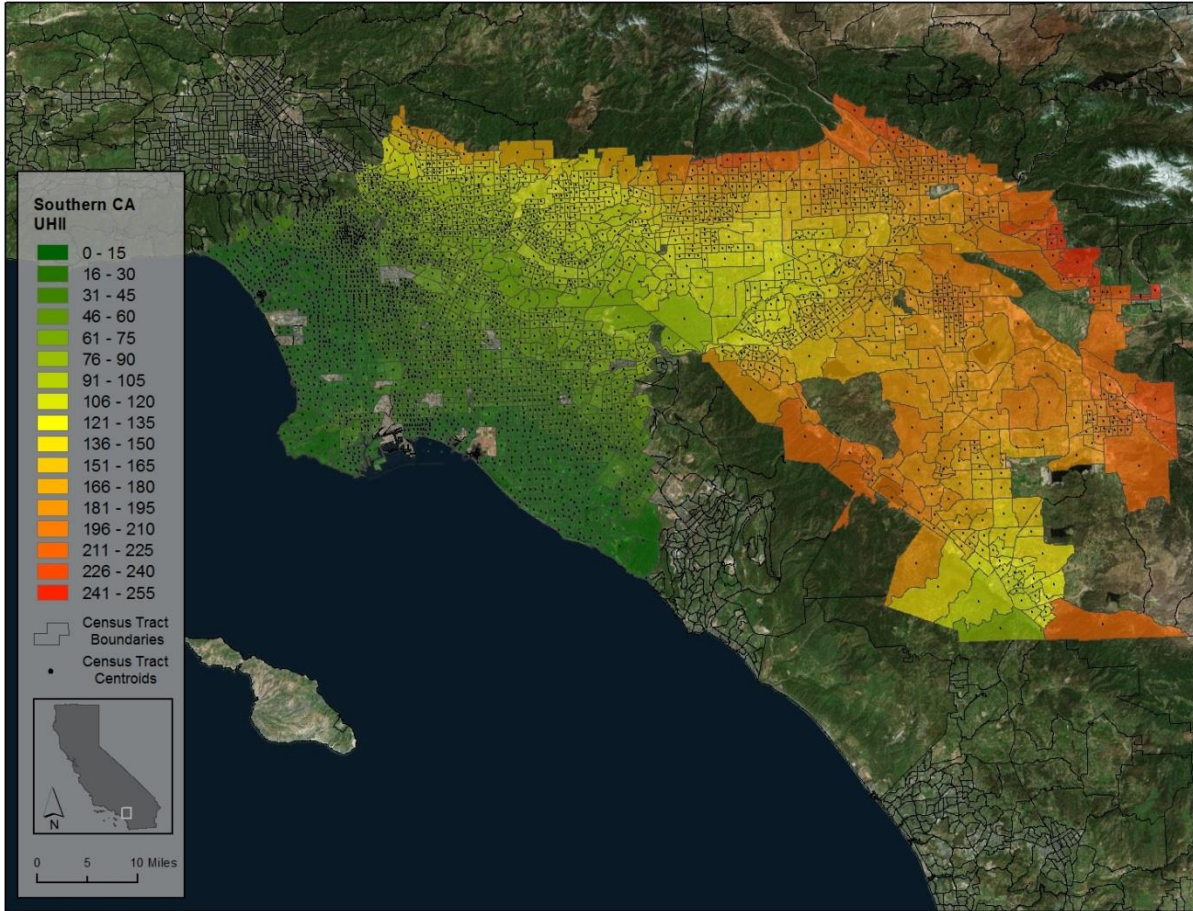 Southern CA
UHII
0 - 15
16 - 30
31 - 45
46 - 60
61 - 75
76 - 90
91 - 105
106 - 120
121 - 135
136 - 150
151 - 165
166 - 180
181 - 195
196 - 210
211 - 225
226 - 240
241 - 255
Census Tract
Boundaries
Census Tract
Centroids
N
0 5 10 Miles